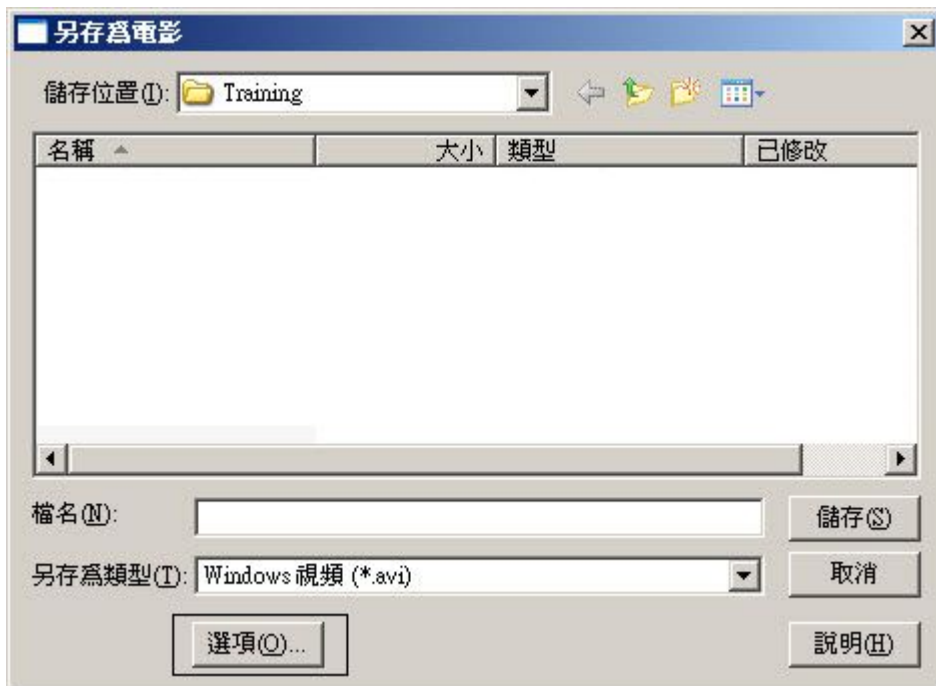 另存爲電影
儲存位置(I): Training
名稱 大小 類型 已修改
檔名(N):
儲存(S)
另存爲類型(T): Windows 視頻 (*.avi)
取消
選項(O)...
說明(H)